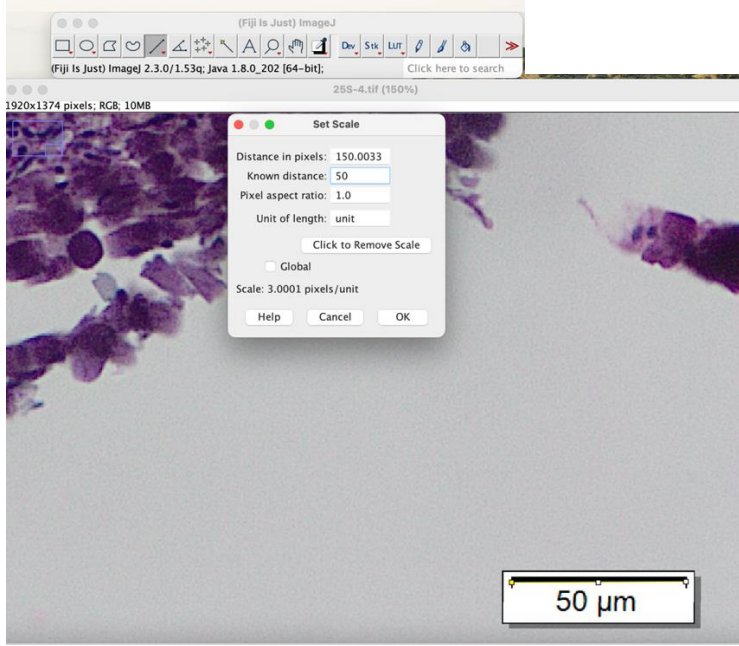 (Fiji Is Just) ImageJ
A Dev Stk LUT
(Fiji Is Just) ImageJ 2.3.0/1.53q; Java 1.8.0_202 [64-bit]; Click here to search
25S-4.tif (150%)
1920x1374 pixels; RGB; 10MB
Set Scale
Distance in pixels: 150.0033
Known distance: 50
Pixel aspect ratio: 1.0
Unit of length: unit
Click to Remove Scale
Global
Scale: 3.0001 pixels/unit
Help Cancel OK
50 µm